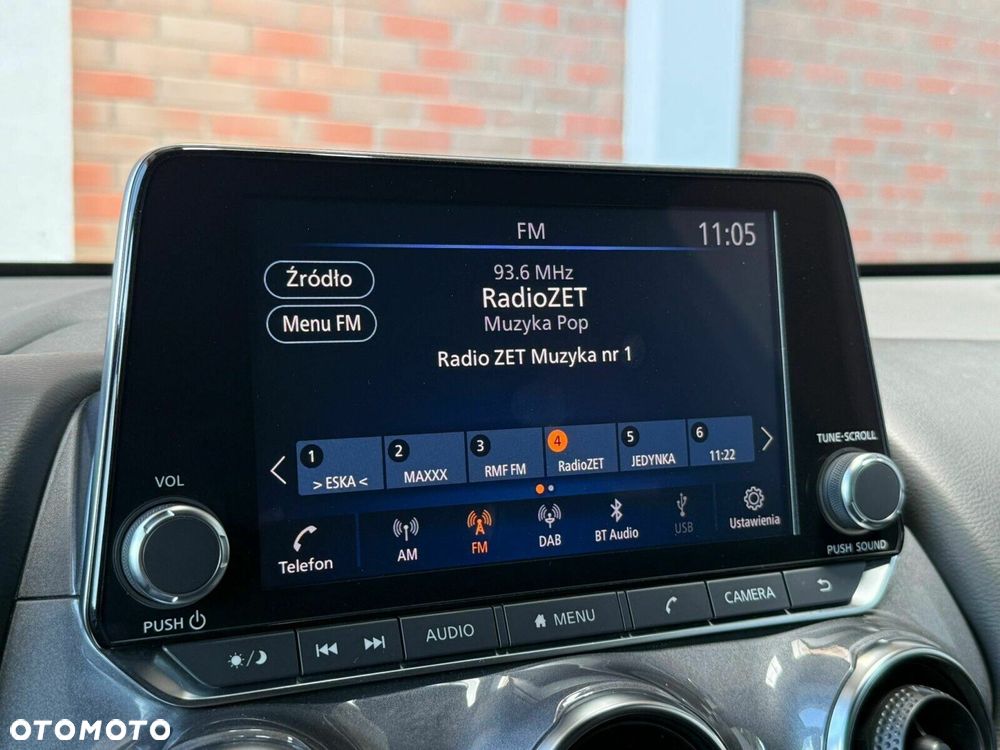 FM
11:05
Źródło
Menu FM
93.6 MHz
RadioZET
Muzyka Pop
Radio ZET Muzyka nr 1
1
> ESKA <
2
MAXXX
3
RMF FM
4
RadioZET
5
JEDYNKA
6
11:22
Telefon
AM
FM
DAB
BT Audio
USB
Ustawienia
VOL
PUSH
TUNE-SCROLL
PUSH SOUND
AUDIO
MENU
CAMERA
OTOMOTO